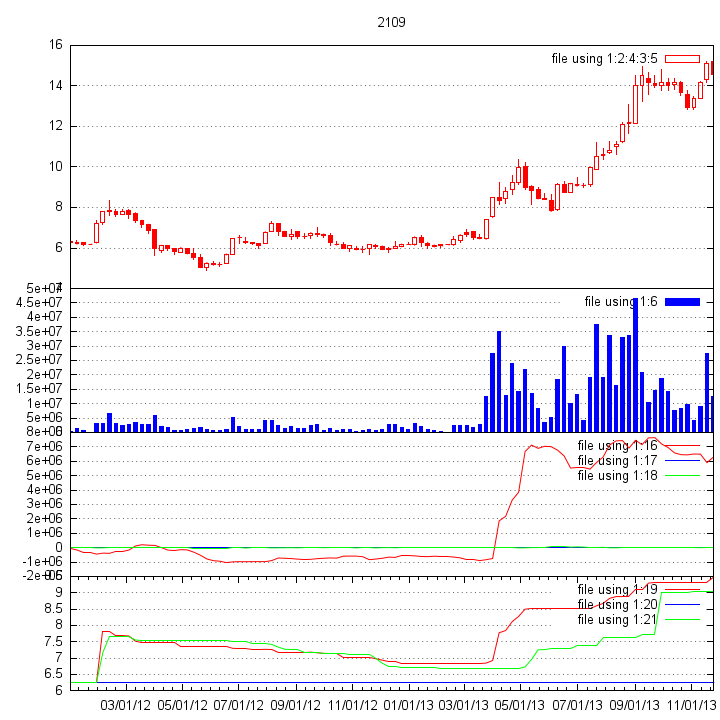 2109
16
file using 1:2:4:3:5
14
12
10
8
6
5e+07
file using 1:6
4.5e+07
4e+07
3.5e+07
3e+07
2.5e+07
2e+07
1.5e+07
1e+07
5e+06
8e+06
file using 1:16
7e+06
file using 1:17
6e+06
file using 1:18
5e+06
4e+06
3e+06
2e+06
1e+06
0
-1e+06
-2e+06
file using 1:19
9
file using 1:20
8.5
file using 1:21
8
7.5
7
6.5
6
03/01/12 05/01/12 07/01/12 09/01/12 11/01/12 01/01/13 03/01/13 05/01/13 07/01/13 09/01/13 11/01/13